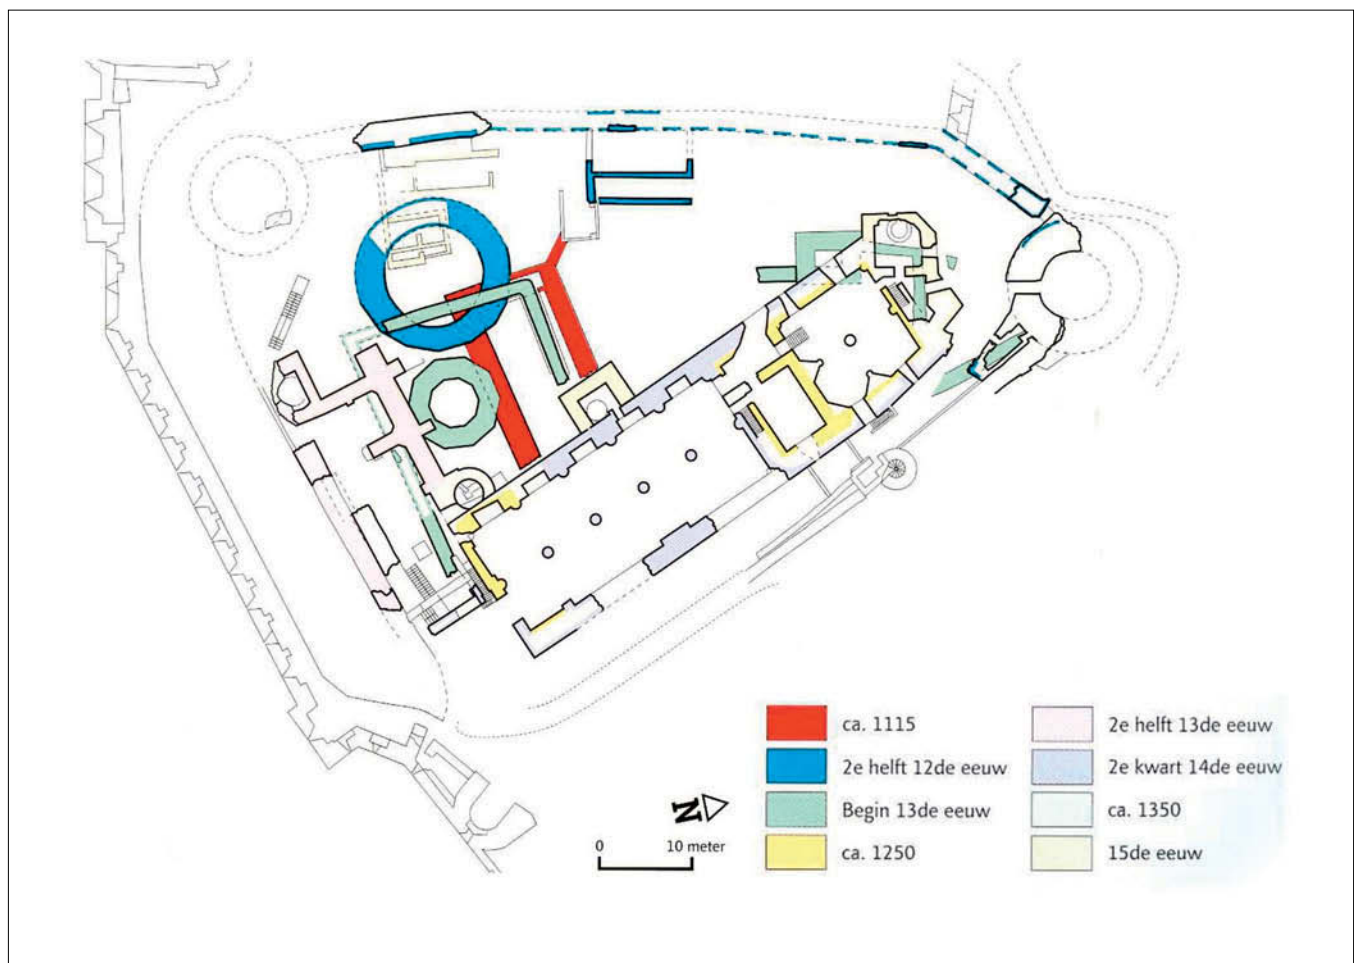 N
0 10 meter
ca. 1115
2e helft 12de eeuw
Begin 13de eeuw
ca. 1250
2e helft 13de eeuw
2e kwart 14de eeuw
ca. 1350
15de eeuw